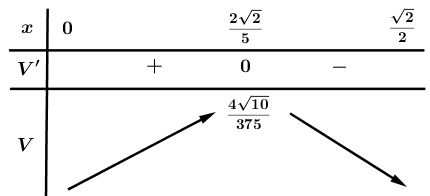 x 0 2√2/5 √2/2
V′ + 0 −
4√10/375
V